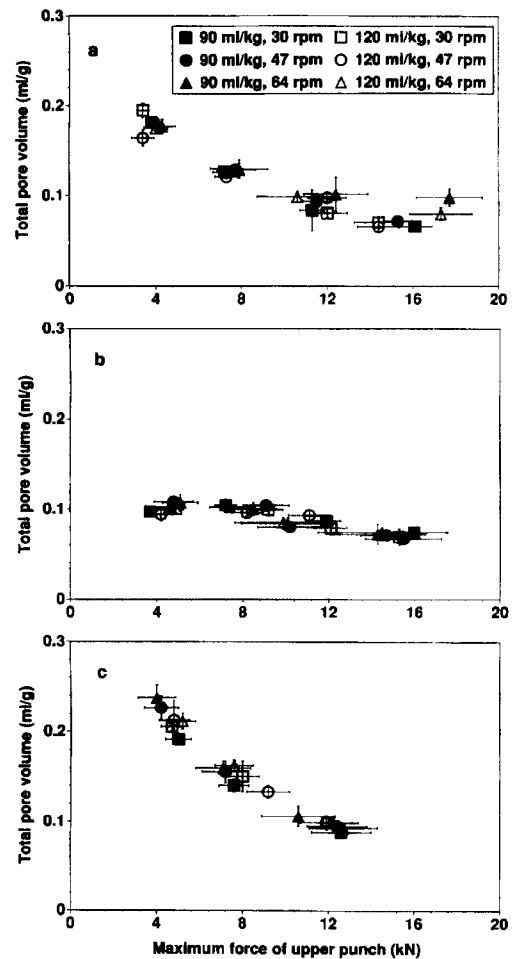 0.3
a
90 ml/kg, 30 rpm 120 ml/kg, 30 rpm
90 ml/kg, 47 rpm 120 ml/kg, 47 rpm
90 ml/kg, 64 rpm 120 ml/kg, 64 rpm
Total pore volume (ml/g)
0.2
0.1
0
0 4 8 12 16 20
0.3
b
Total pore volume (ml/g)
0.2
0.1
0
0 4 8 12 16 20
0.3
c
Total pore volume (ml/g)
0.2
0.1
0
0 4 8 12 16 20
Maximum force of upper punch (kN)